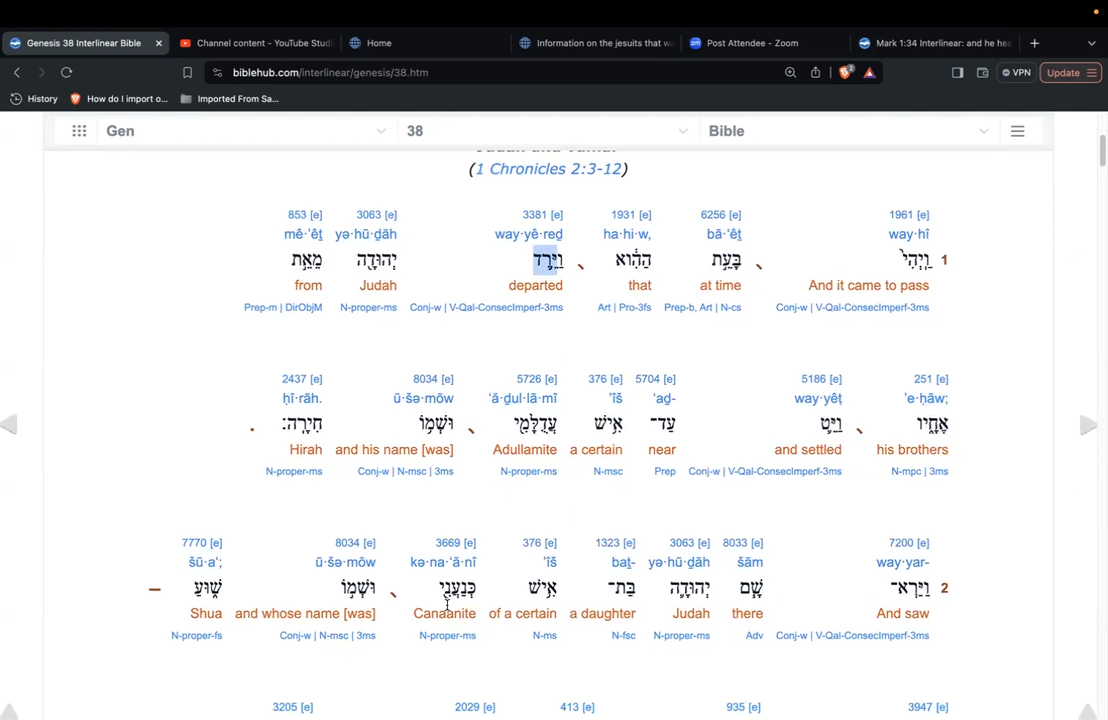 Genesis 38 Interlinear Bible
Channel content - YouTube Stud
Home
Information on the jesuits that w
Post Attendee - Zoom
Mark 1:34 Interlinear: and he hea
biblehub.com/interlinear/genesis/38.htm
2
VPN
Update
History
How do I import o...
Imported From Sa...
Gen
38
Bible
(1 Chronicles 2:3-12)
853 [e] 3063 [e] 3381 [e] 1931 [e] 6256 [e] 1961 [e]
mê·’êṯ yə·hū·ḏāh way·yê·reḏ ha·hi·w, bā·‘êṯ way·hî
מֵאֵ֣ת יְהוּדָ֖ה וַיֵּ֥רֶד 、 הַהִ֔וא 、 בָּעֵ֣ת וַֽיְהִי֙ 1
from Judah departed that at time And it came to pass
Prep-m | DirObjM N-proper-ms Conj-w | V-Qal-ConsecImperf-3ms Art | Pro-3fs Prep-b, Art | N-cs Conj-w | V-Qal-ConsecImperf-3ms
2437 [e] 8034 [e] 5726 [e] 376 [e] 5704 [e] 5186 [e] 251 [e]
ḥî·rāh. ū·šə·mōw ‘ă·ḏul·lā·mî ’îš ‘aḏ- way·yêṭ ’e·ḥāw;
. חִירָֽה׃ וּשְׁמ֥וֹ 、 עֲדֻלָּמִ֖י אִ֥ישׁ עַד־ וַיֵּ֛ט 、 אֶחָ֑יו
Hirah and his name [was] Adullamite a certain near and settled his brothers
N-proper-ms Conj-w | N-msc | 3ms N-proper-ms N-msc Prep Conj-w | V-Qal-ConsecImperf-3ms N-mpc | 3ms
7770 [e] 8034 [e] 3669 [e] 376 [e] 1323 [e] 3063 [e] 8033 [e] 7200 [e]
šū·a‘; ū·šə·mōw kə·na·‘ă·nî ’îš baṯ- yə·hū·ḏāh šām way·yar-
– שׁ֑וּעַ וּשְׁמ֣וֹ 、 כְּנַעֲנִ֖י אִ֥ישׁ בַּת־ יְהוּדָ֛ה שָׁ֧ם וַיַּרְא־ 2
Shua and whose name [was] Canaanite of a certain a daughter Judah there And saw
N-proper-fs Conj-w | N-msc | 3ms N-proper-ms N-ms N-fsc N-proper-ms Adv Conj-w | V-Qal-ConsecImperf-3ms
3205 [e] 2029 [e] 413 [e] 935 [e] 3947 [e]